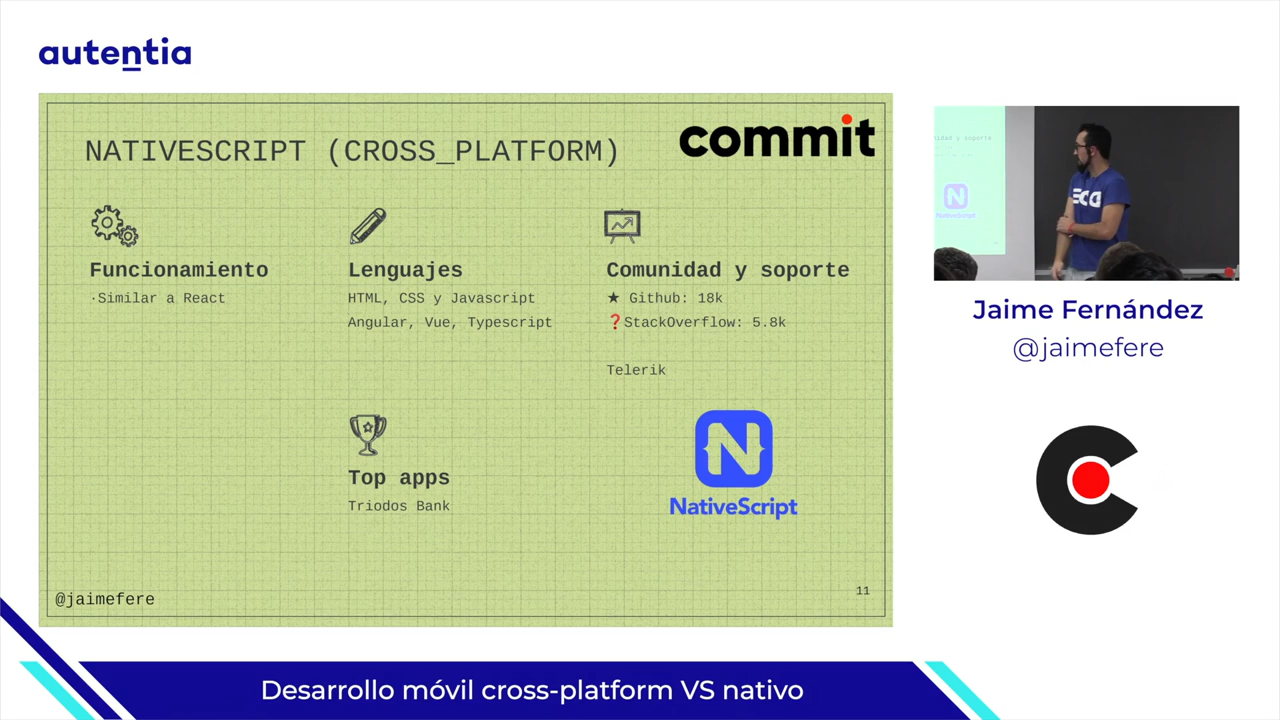 autentia
NATIVESCRIPT (CROSS_PLATFORM)
commit
Funcionamiento
·Similar a React
Lenguajes
HTML, CSS y Javascript
Angular, Vue, Typescript
Comunidad y soporte
★ Github: 18k
❓StackOverflow: 5.8k
Telerik
Top apps
Triodos Bank
N
NativeScript
@jaimefere
11
NativeScript
Jaime Fernández
@jaimefere
Desarrollo móvil cross-platform VS nativo